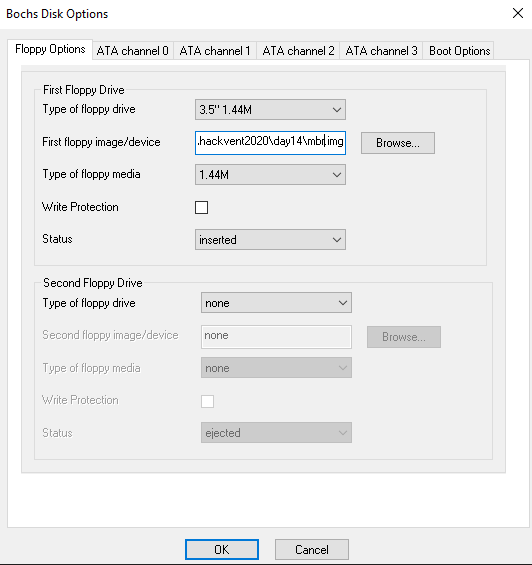 Bochs Disk Options
Floppy Options ATA channel 0 ATA channel 1 ATA channel 2 ATA channel 3 Boot Options
First Floppy Drive
Type of floppy drive 3.5" 1.44M
First floppy image/device .hackvent2020\day14\mbr.img Browse...
Type of floppy media 1.44M
Write Protection
Status inserted
Second Floppy Drive
Type of floppy drive none
Second floppy image/device none Browse...
Type of floppy media none
Write Protection
Status ejected
OK Cancel